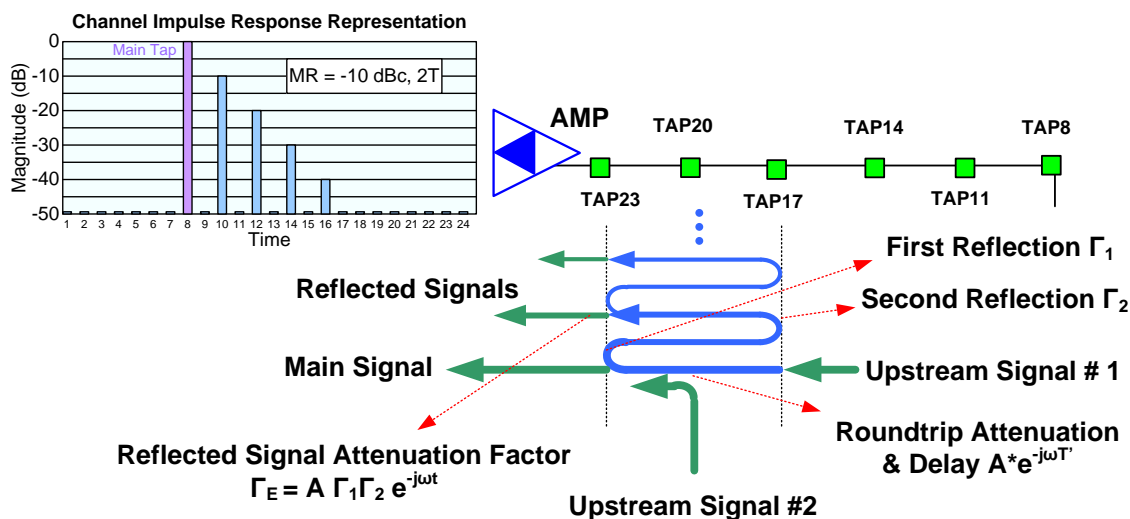 Channel Impulse Response Representation
Magnitude (dB)
0
-10
-20
-30
-40
-50
Main Tap
MR = -10 dBc, 2T
1 2 3 4 5 6 7 8 9 10 11 12 13 14 15 16 17 18 19 20 21 22 23 24
Time
AMP
TAP20
TAP14
TAP8
TAP23
TAP17
TAP11
First Reflection Γ1
Reflected Signals
Second Reflection Γ2
Main Signal
Upstream Signal # 1
Reflected Signal Attenuation Factor
ΓE = A Γ1Γ2 e-jωt
Roundtrip Attenuation
& Delay A*e-jωT'
Upstream Signal #2